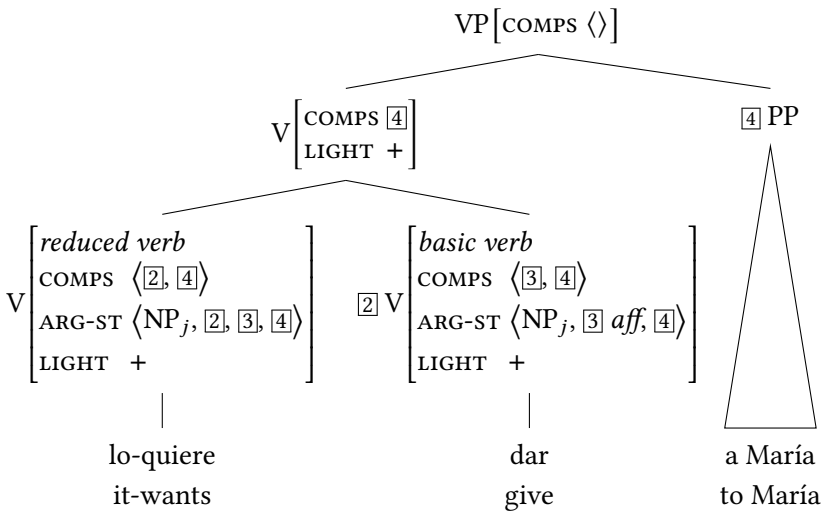 VP[COMPS ⟨⟩]
V[COMPS 4
LIGHT +]
4 PP
V[reduced verb
COMPS ⟨2, 4⟩
ARG-ST ⟨NPj, 2, 3, 4⟩
LIGHT +]
2 V[basic verb
COMPS ⟨3, 4⟩
ARG-ST ⟨NPj, 3 aff, 4⟩
LIGHT +]
lo-quiere dar a María
it-wants give to María